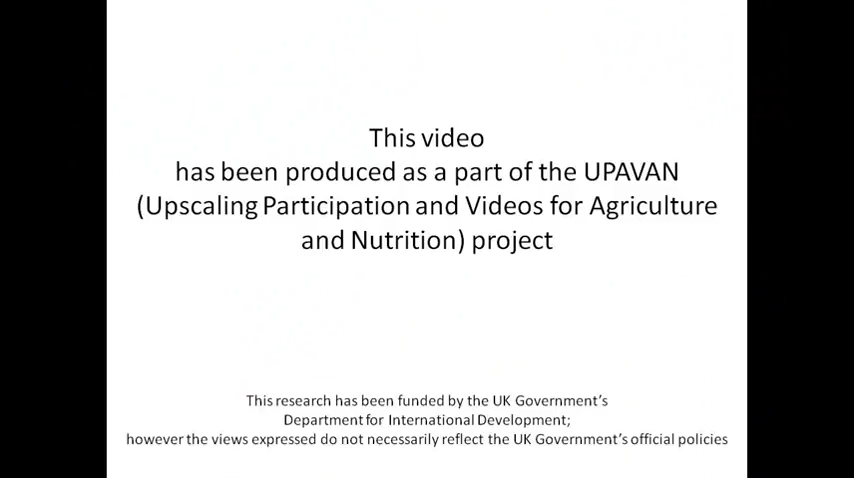 This video
has been produced as a part of the UPAVAN
(Upscaling Participation and Videos for Agriculture
and Nutrition) project
This research has been funded by the UK Government’s
Department for International Development;
however the views expressed do not necessarily reflect the UK Government’s official policies